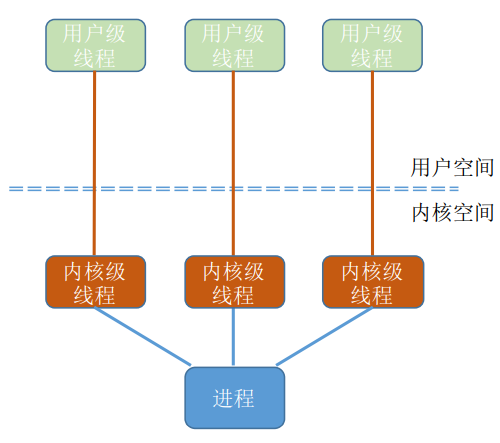 用户级 用户级 用户级
线程 线程 线程
用户空间
内核空间
内核级 内核级 内核级
线程 线程 线程
进程